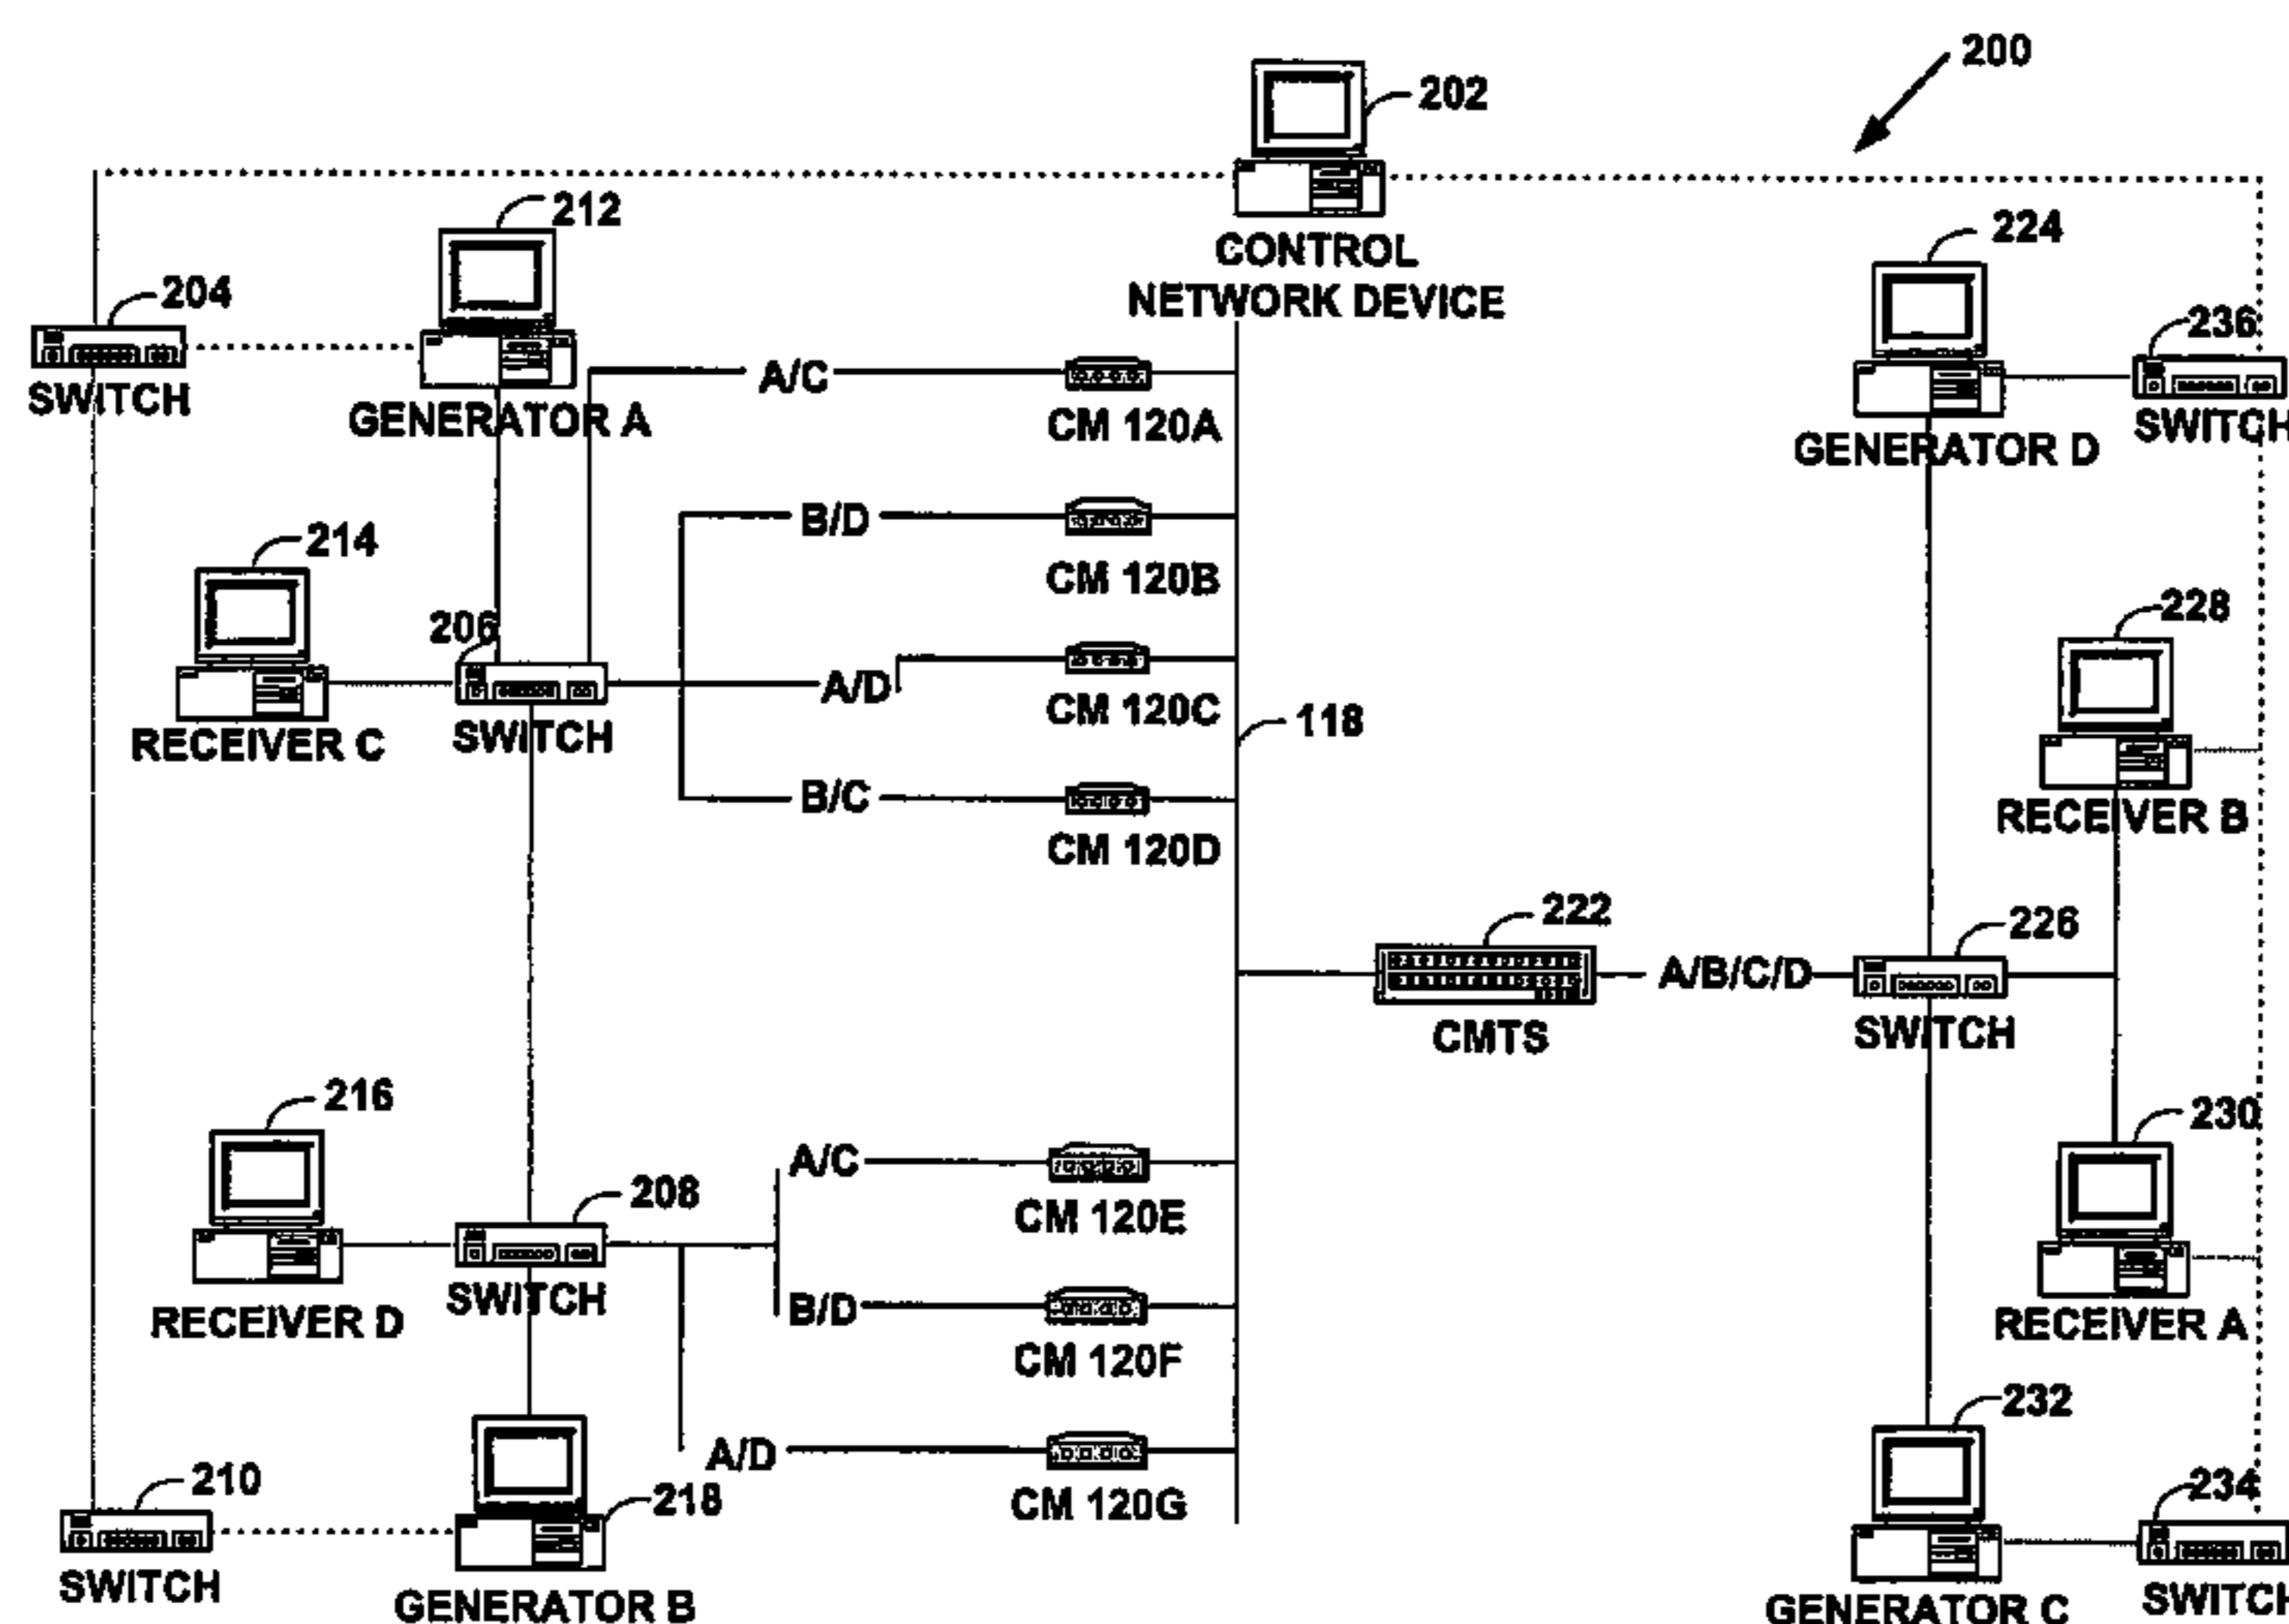 200
202
CONTROL
NETWORK DEVICE
212
224
204
236
SWITCH
GENERATOR A
A/C
CM 120A
GENERATOR D
SWITCH
214
B/D
CM 120B
228
206
RECEIVER C
SWITCH
A/D
CM 120C
118
B/C
CM 120D
RECEIVER B
222
226
A/B/C/D
CMTS
SWITCH
216
230
A/C
208
CM 120E
RECEIVER D
SWITCH
B/D
CM 120F
RECEIVER A
232
A/D
210
218
CM 120G
234
SWITCH
GENERATOR B
GENERATOR C
SWITCH